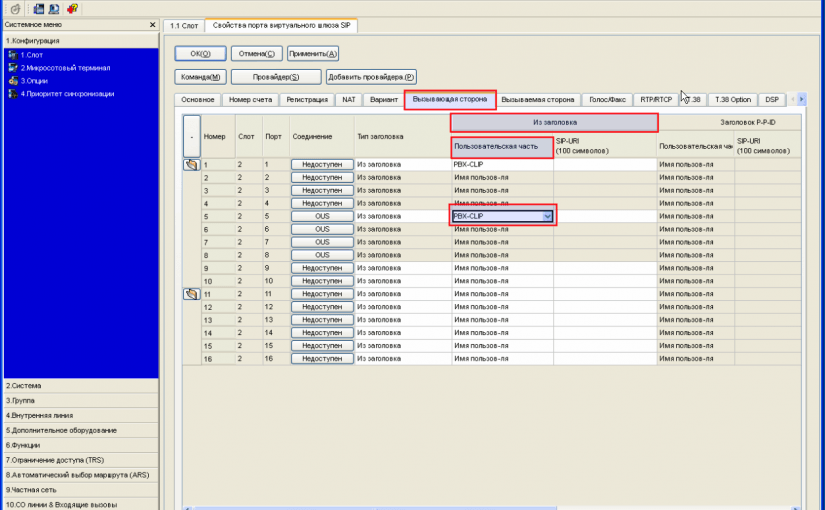 Системное меню
×
1.1 Слот
Свойства порта виртуального шлюза SIP
1.Конфигурация
1.Слот
2.Микросотовый терминал
3.Опции
4.Приоритет синхронизации
OK(O)
Отмена(C)
Применить(A)
Команда(M)
Провайдер(S)
Добавить провайдера.(P)
Основное
Номер счета
Регистрация
NAT
Вариант
Вызывающая сторона
Вызываемая сторона
Голос/Факс
RTP/RTCP
T.38
T.38 Option
DSP
Из заголовка
Заголовок P-P-ID
-
Номер
Слот
Порт
Соединение
Тип заголовка
Пользовательская часть
SIP-URI
(100 символов)
Пользовательская час
SIP-URI
(100 символов)
1 2 1 Недоступен Из заголовка PBX-CLIP Имя пользов-ля
2 2 2 Недоступен Из заголовка Имя пользов-ля Имя пользов-ля
3 2 3 Недоступен Из заголовка Имя пользов-ля Имя пользов-ля
4 2 4 Недоступен Из заголовка Имя пользов-ля Имя пользов-ля
5 2 5 OUS Из заголовка PBX-CLIP Имя пользов-ля
6 2 6 OUS Из заголовка Имя пользов-ля Имя пользов-ля
7 2 7 OUS Из заголовка Имя пользов-ля Имя пользов-ля
8 2 8 OUS Из заголовка Имя пользов-ля Имя пользов-ля
9 2 9 Недоступен Из заголовка Имя пользов-ля Имя пользов-ля
10 2 10 Недоступен Из заголовка Имя пользов-ля Имя пользов-ля
11 2 11 Недоступен Из заголовка Имя пользов-ля Имя пользов-ля
12 2 12 Недоступен Из заголовка Имя пользов-ля Имя пользов-ля
13 2 13 Недоступен Из заголовка Имя пользов-ля Имя пользов-ля
14 2 14 Недоступен Из заголовка Имя пользов-ля Имя пользов-ля
15 2 15 Недоступен Из заголовка Имя пользов-ля Имя пользов-ля
16 2 16 Недоступен Из заголовка Имя пользов-ля Имя пользов-ля
2.Система
3.Группа
4.Внутренняя линия
5.Дополнительное оборудование
6.Функции
7.Ограничение доступа (TRS)
8.Автоматический выбор маршрута (ARS)
9.Частная сеть
10.CO линии & Входящие вызовы